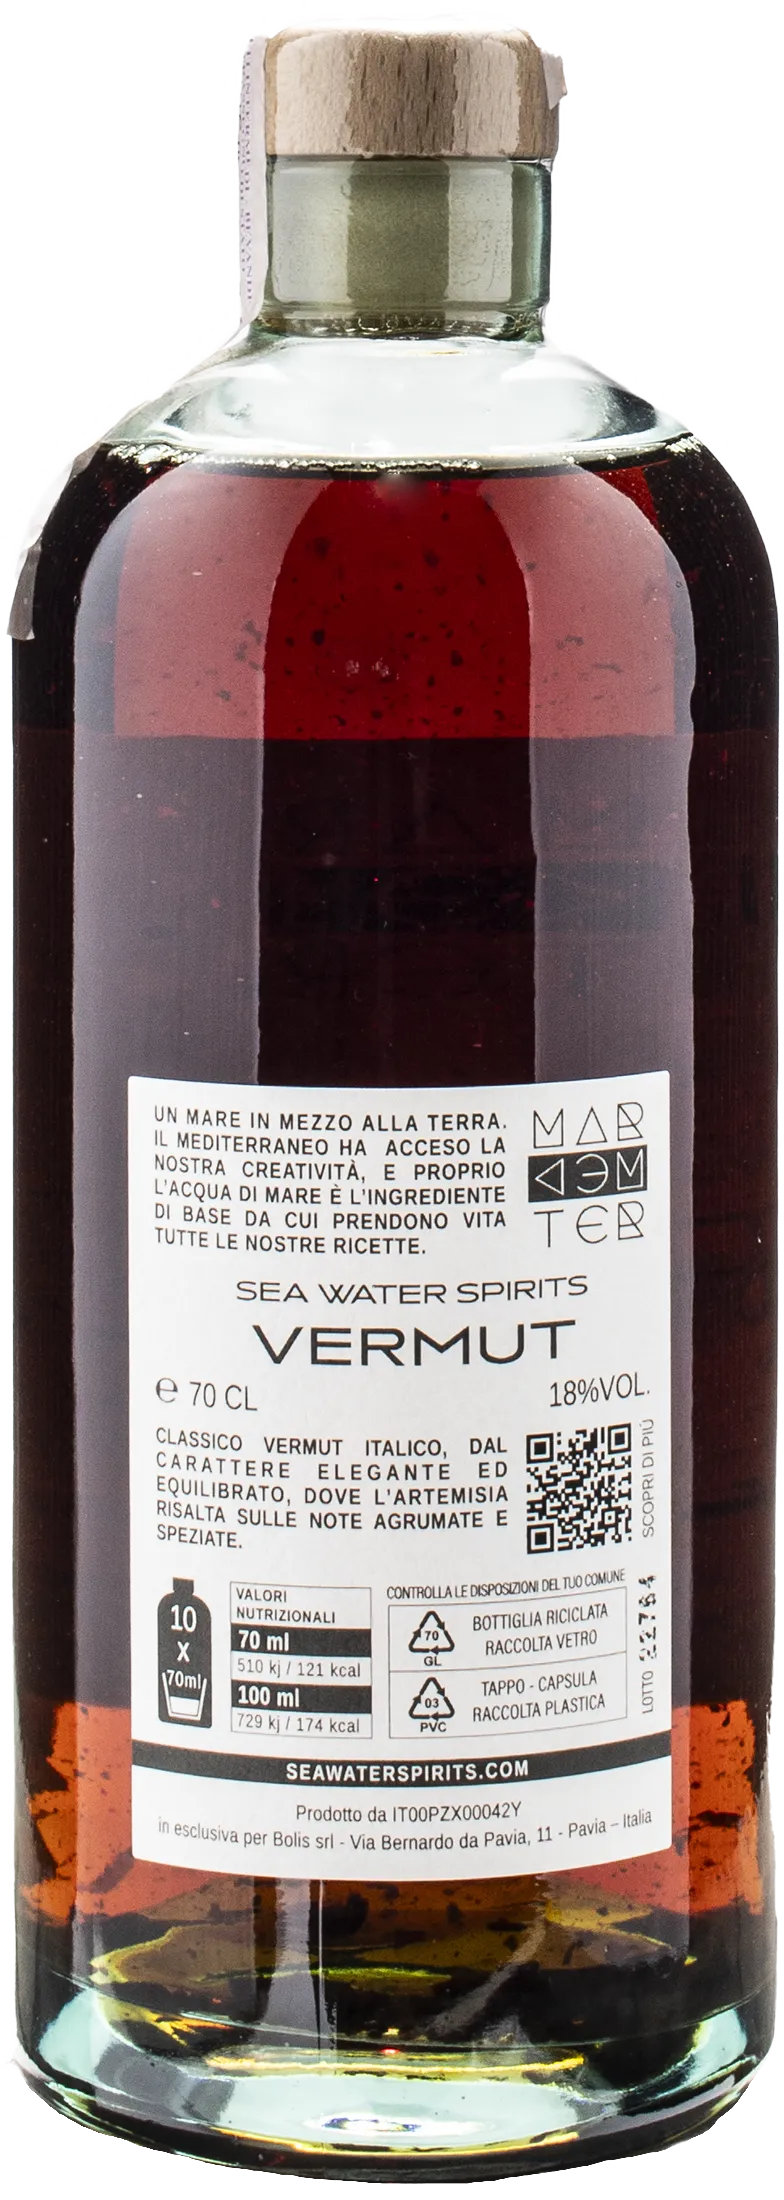 UN MARE IN MEZZO ALLA TERRA.
IL MEDITERRANEO HA ACCESO LA
NOSTRA CREATIVITÀ, E PROPRIO
L'ACQUA DI MARE È L'INGREDIENTE
DI BASE DA CUI PRENDONO VITA
TUTTE LE NOSTRE RICETTE.
MAR
MEA
TER
SEA WATER SPIRITS
VERMUT
℮ 70 CL
18%VOL.
CLASSICO VERMUT ITALICO, DAL
CARATTERE ELEGANTE ED
EQUILIBRATO, DOVE L'ARTEMISIA
RISALTA SULLE NOTE AGRUMATE E
SPEZIATE.
SCOPRI DI PIÙ
10
X
70ml
VALORI
NUTRIZIONALI
70 ml
510 kj / 121 kcal
100 ml
729 kj / 174 kcal
CONTROLLA LE DISPOSIZIONI DEL TUO COMUNE
70
GL
BOTTIGLIA RICICLATA
RACCOLTA VETRO
03
PVC
TAPPO - CAPSULA
RACCOLTA PLASTICA
LOTTO 22764
SEAWATERSPIRITS.COM
Prodotto da IT00PZX00042Y
in esclusiva per Bolis srl - Via Bernardo da Pavia, 11 - Pavia – Italia